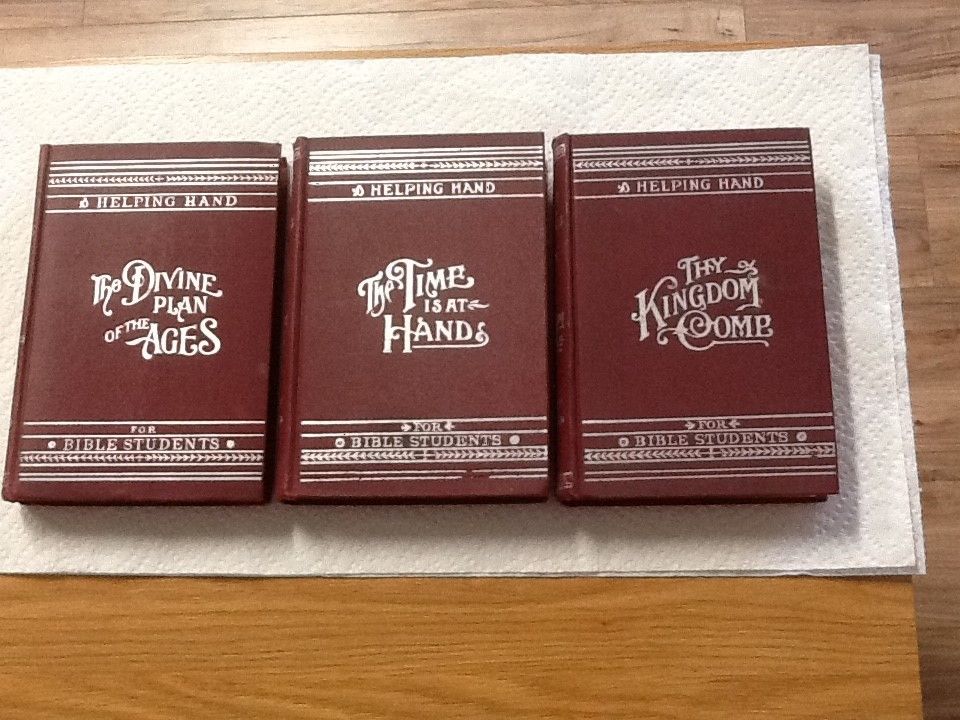 A HELPING HAND
The DIVINE
PLAN
OF THE AGES
FOR
BIBLE STUDENTS
A HELPING HAND
The TIME
IS AT
HAND
FOR
BIBLE STUDENTS
A HELPING HAND
THY
KINGDOM
COME
FOR
BIBLE STUDENTS